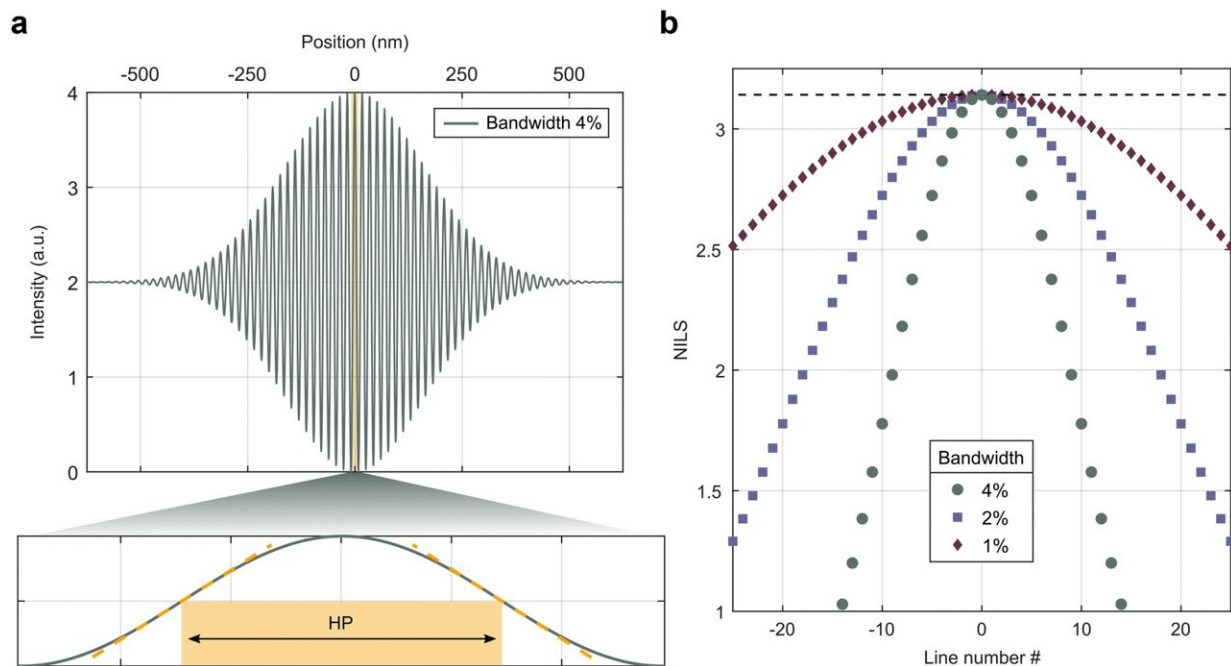 a
Position (nm)
-500 -250 0 250 500
Bandwidth 4%
Intensity (a.u.)
4
3
2
1
0
HP
b
NILS
3
2.5
2
1.5
1
Bandwidth
4%
2%
1%
-20 -10 0 10 20
Line number #